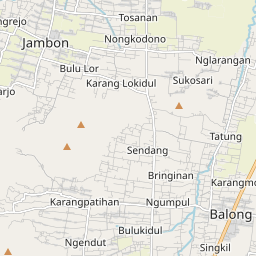 Tosanan
ngrejo
Jambon
Nongkodono
Nglarangan
Bulu Lor
Karang Lokidul
Sukosari
arjo
Tatung
Sendang
Bringinan
Karangmo
Karangpatihan
Ngumpul
Balong
Bulukidul
Ngendut
Singkil